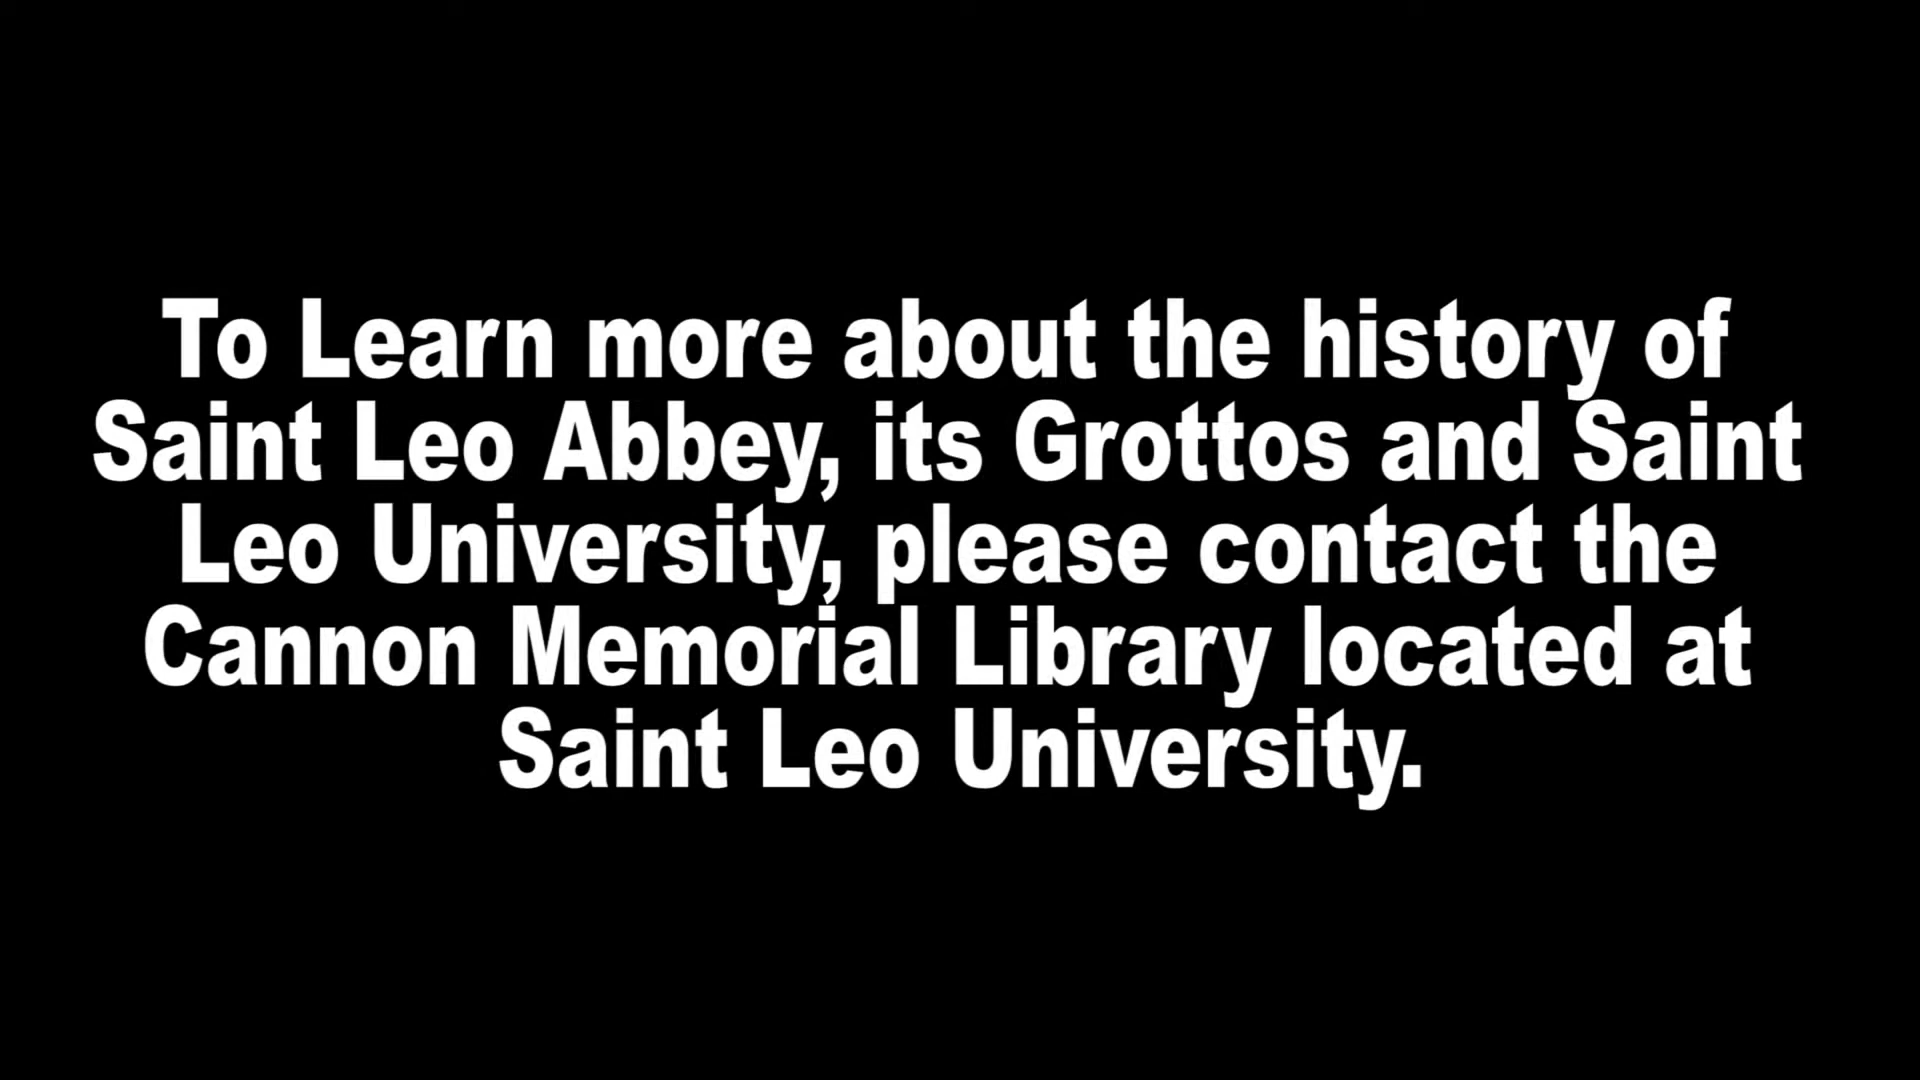 To Learn more about the history of
Saint Leo Abbey, its Grottos and Saint
Leo University, please contact the
Cannon Memorial Library located at
Saint Leo University.